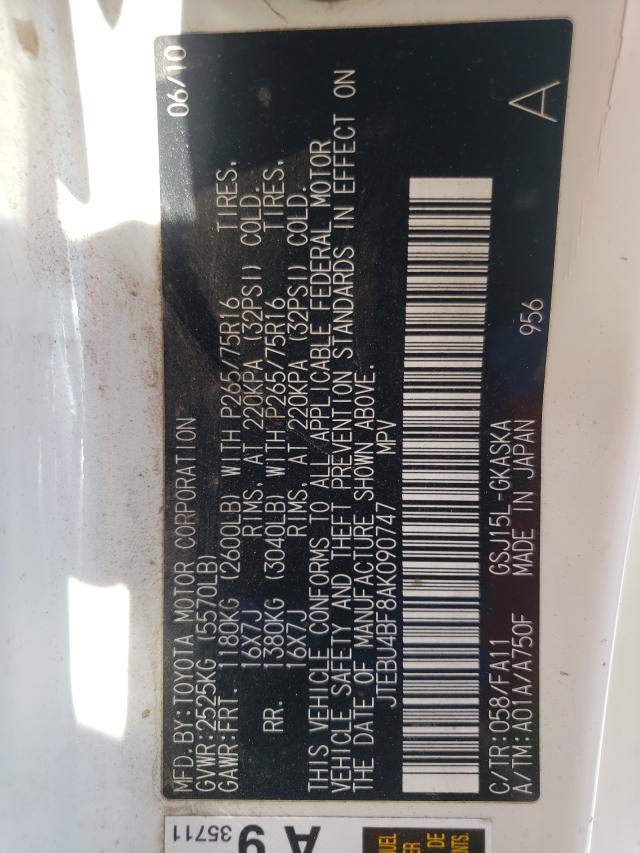 MFD.BY:TOYOTA MOTOR CORPORATION 06/10
GVWR:2525KG (5570LB)
GAWR:FRT. 1180KG (2600LB) WITH P265/75R16 TIRES,
16X7J RIMS, AT 220KPA (32PSI) COLD.
RR. 1380KG (3040LB) WITH P265/75R16 TIRES,
16X7J RIMS, AT 220KPA (32PSI) COLD.
THIS VEHICLE CONFORMS TO ALL APPLICABLE FEDERAL MOTOR
VEHICLE SAFETY AND THEFT PREVENTION STANDARDS IN EFFECT ON
THE DATE OF MANUFACTURE SHOWN ABOVE.
JTEBU4BF8AK090747 MPV
C/TR:058/FA11 GSJ15L-GKASKA
A/TM:A01A/A750F MADE IN JAPAN 956 A
A9
35711
DE